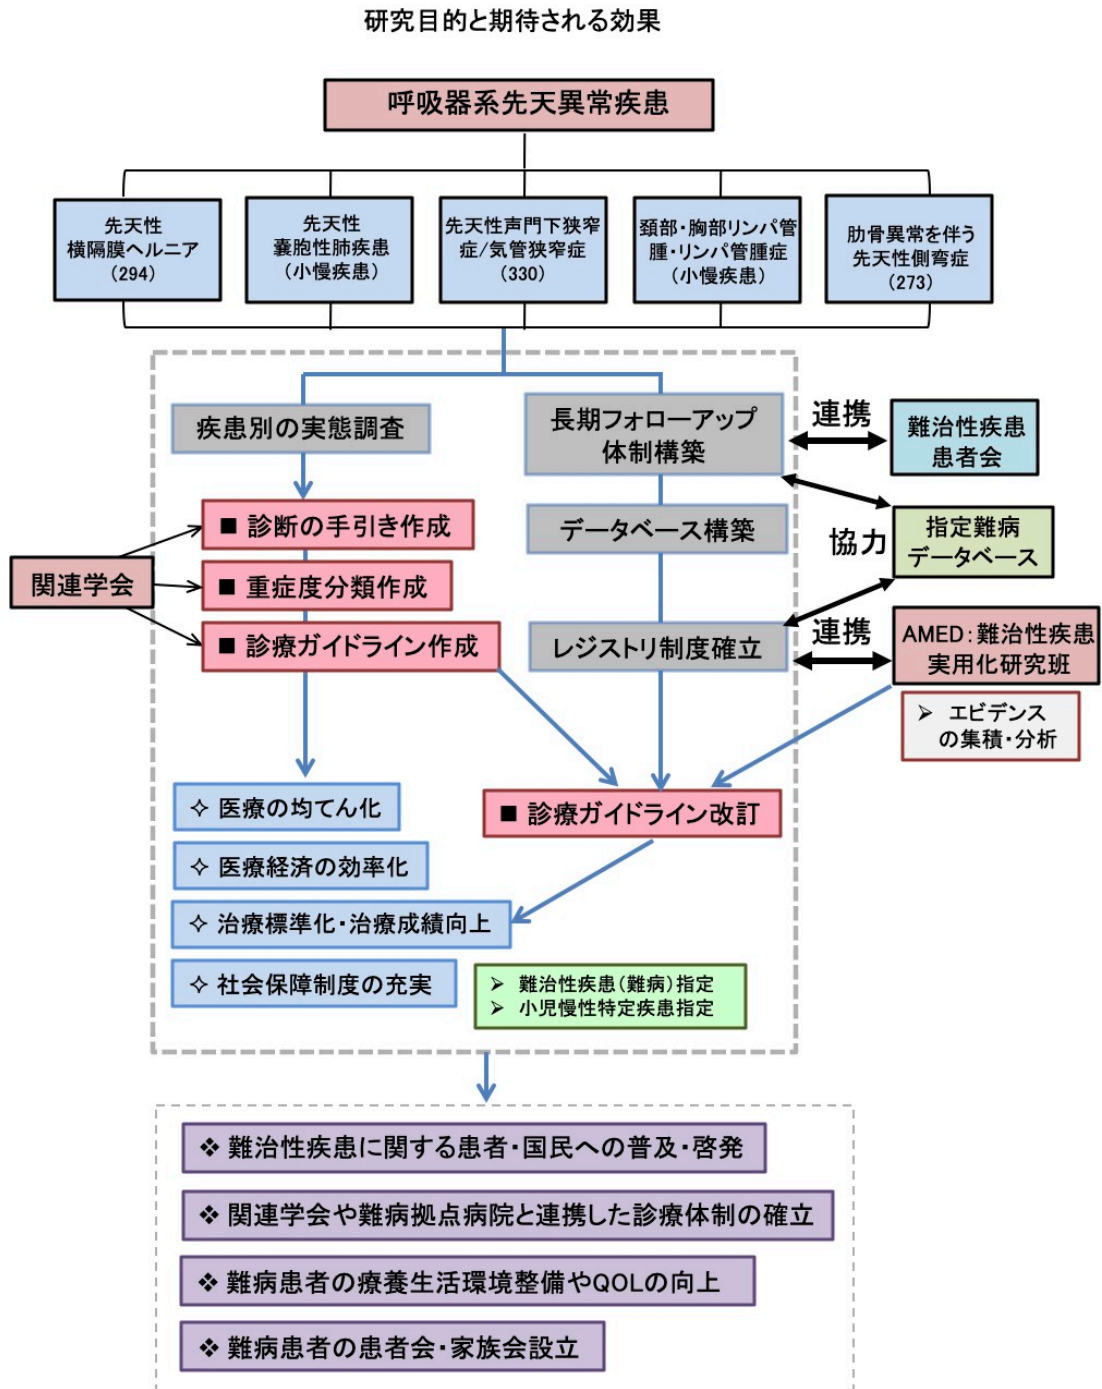 研究目的と期待される効果
呼吸器系先天異常疾患
先天性
横隔膜ヘルニア
(294)
先天性
嚢胞性肺疾患
(小慢疾患)
先天性声門下狭窄
症/気管狭窄症
(330)
頚部・胸部リンパ管
腫・リンパ管腫症
(小慢疾患)
肋骨異常を伴う
先天性側弯症
(273)
疾患別の実態調査
長期フォローアップ
体制構築
連携
難治性疾患
患者会
■ 診断の手引き作成
データベース構築
協力
指定難病
データベース
関連学会
■ 重症度分類作成
■ 診療ガイドライン作成
レジストリ制度確立
連携
AMED:難治性疾患
実用化研究班
➢ エビデンス
の集積・分析
✧ 医療の均てん化
■ 診療ガイドライン改訂
✧ 医療経済の効率化
✧ 治療標準化・治療成績向上
✧ 社会保障制度の充実
➢ 難治性疾患(難病)指定
➢ 小児慢性特定疾患指定
❖ 難治性疾患に関する患者・国民への普及・啓発
❖ 関連学会や難病拠点病院と連携した診療体制の確立
❖ 難病患者の療養生活環境整備やQOLの向上
❖ 難病患者の患者会・家族会設立